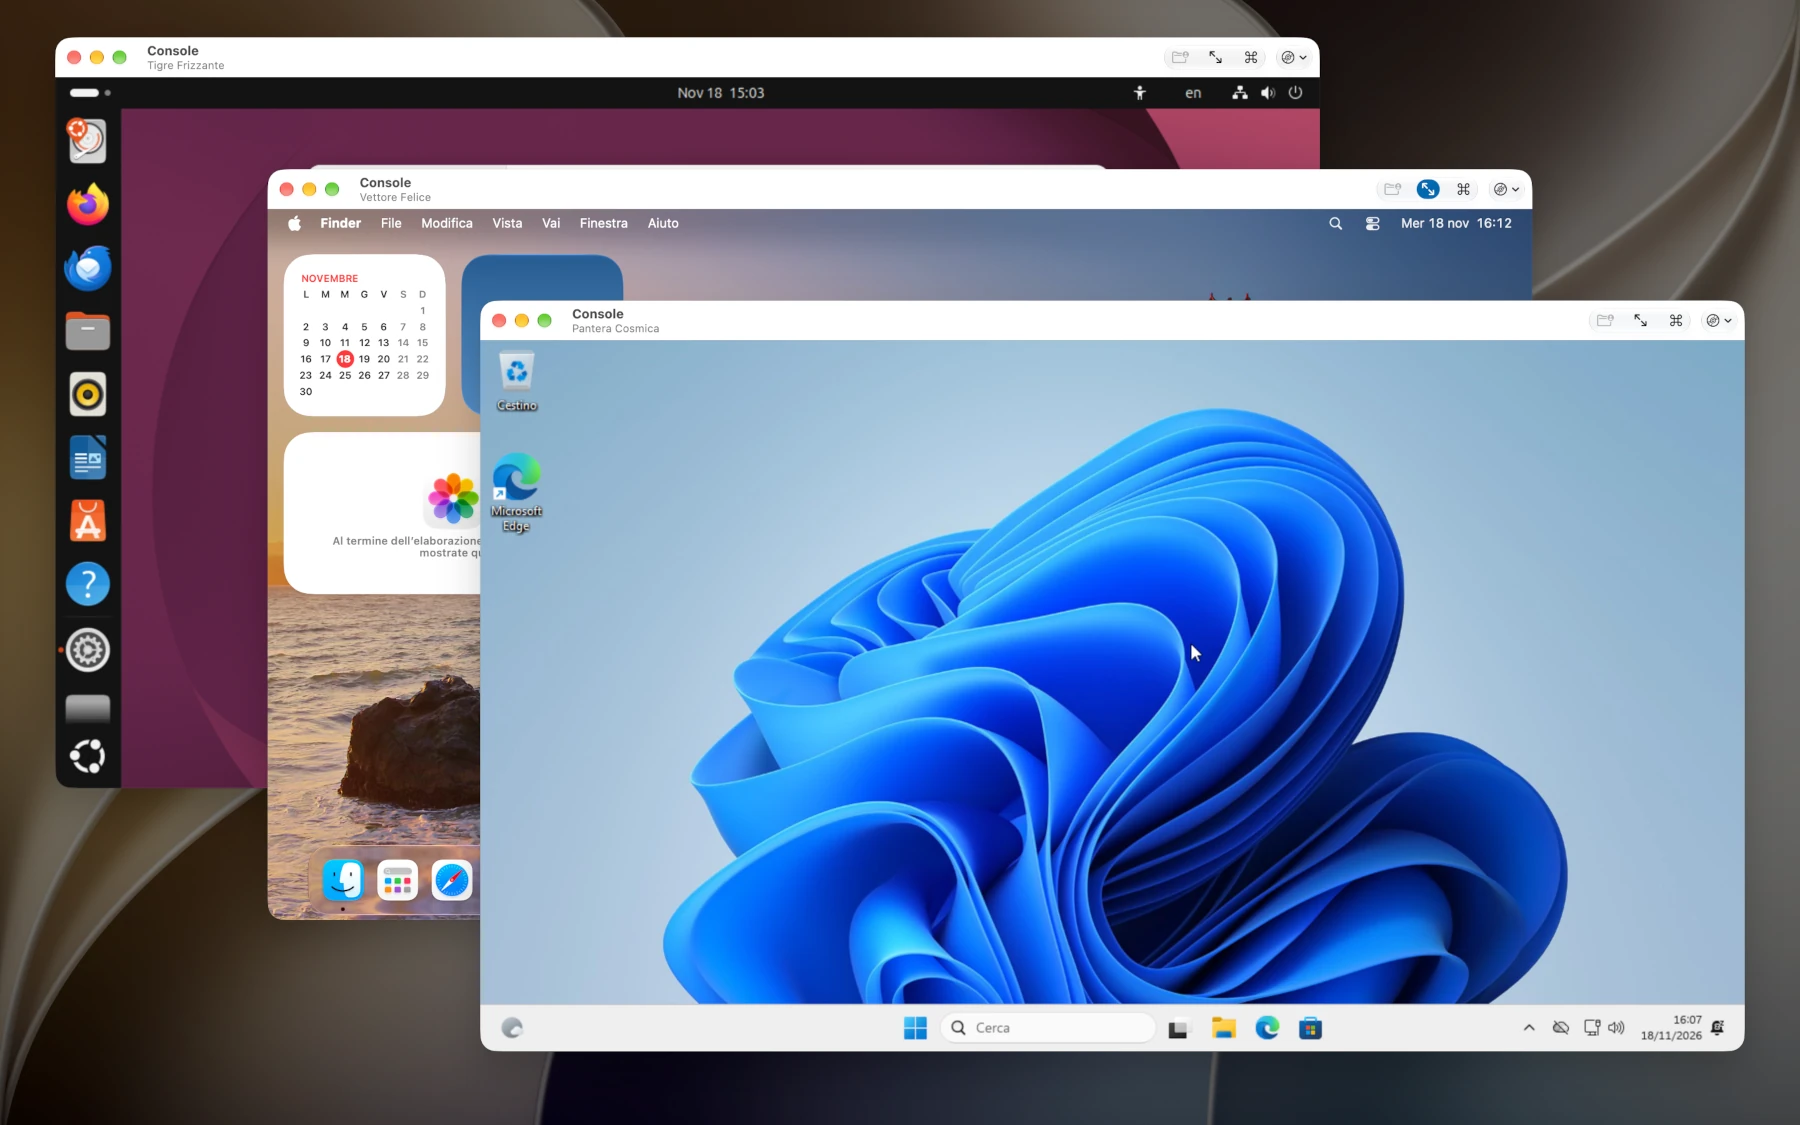 Console
Tigre Frizzante
Nov 18 15:03
en
Console
Vettore Felice
Finder File Modifica Vista Vai Finestra Aiuto
Mer 18 nov 16:12
NOVEMBRE
L M M G V S D
1
2 3 4 5 6 7 8
9 10 11 12 13 14 15
16 17 18 19 20 21 22
23 24 25 26 27 28 29
30
Al termine dell'elaborazione
mostrate
Console
Pantera Cosmica
Cestino
Microsoft
Edge
Cerca
16:07
18/11/2026